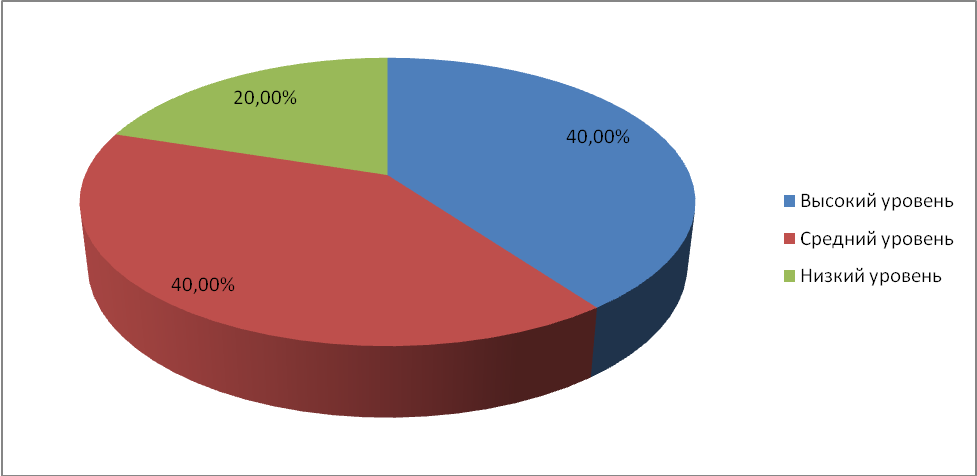 20,00%
40,00%
40,00%
Высокий уровень
Средний уровень
Низкий уровень